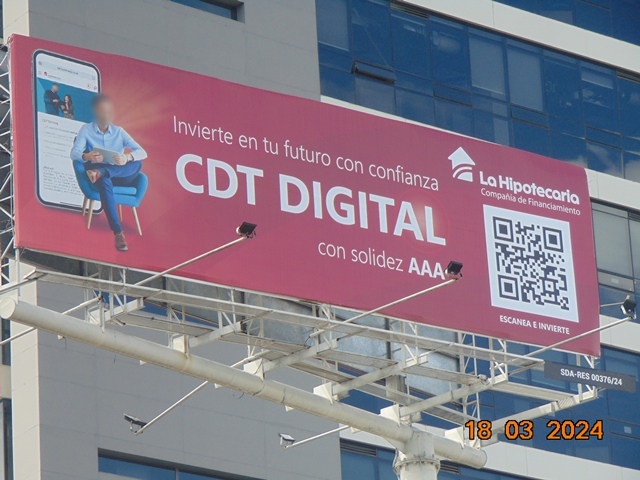 Invierte en tu futuro con confianza
CDT DIGITAL
con solidez AAA
La Hipotecaria
Compañía de Financiamiento
ESCANEA E INVIERTE
SDA-RES 00376/24
18 03 2024